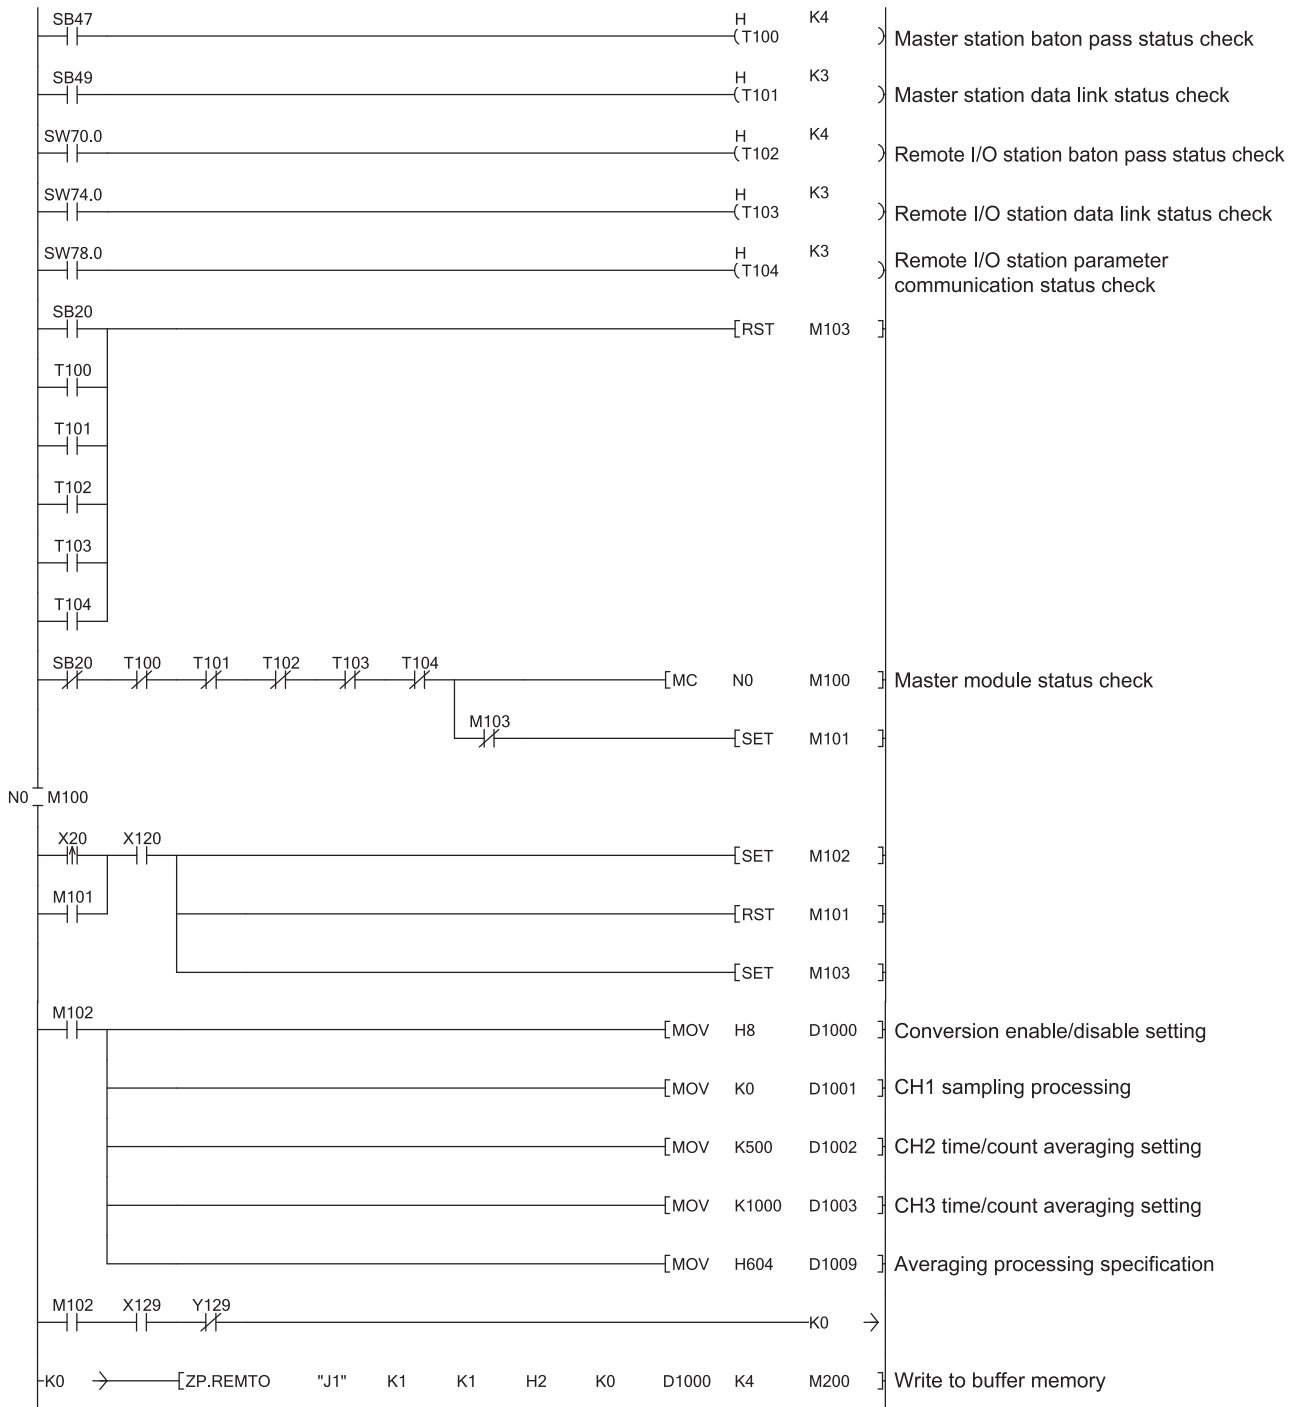 SB47 H K4
(T100 ) Master station baton pass status check
SB49 H K3
(T101 ) Master station data link status check
SW70.0 H K4
(T102 ) Remote I/O station baton pass status check
SW74.0 H K3
(T103 ) Remote I/O station data link status check
SW78.0 H K3
(T104 ) Remote I/O station parameter
communication status check
SB20
[RST M103 ]
T100
T101
T102
T103
T104
SB20 T100 T101 T102 T103 T104
[MC N0 M100 ] Master module status check
M103
[SET M101 ]
N0 M100
X20 X120
[SET M102 ]
M101
[RST M101 ]
[SET M103 ]
M102
[MOV H8 D1000 ] Conversion enable/disable setting
[MOV K0 D1001 ] CH1 sampling processing
[MOV K500 D1002 ] CH2 time/count averaging setting
[MOV K1000 D1003 ] CH3 time/count averaging setting
[MOV H604 D1009 ] Averaging processing specification
M102 X129 Y129
K0
K0 [ZP.REMTO "J1" K1 K1 H2 K0 D1000 K4 M200 ] Write to buffer memory